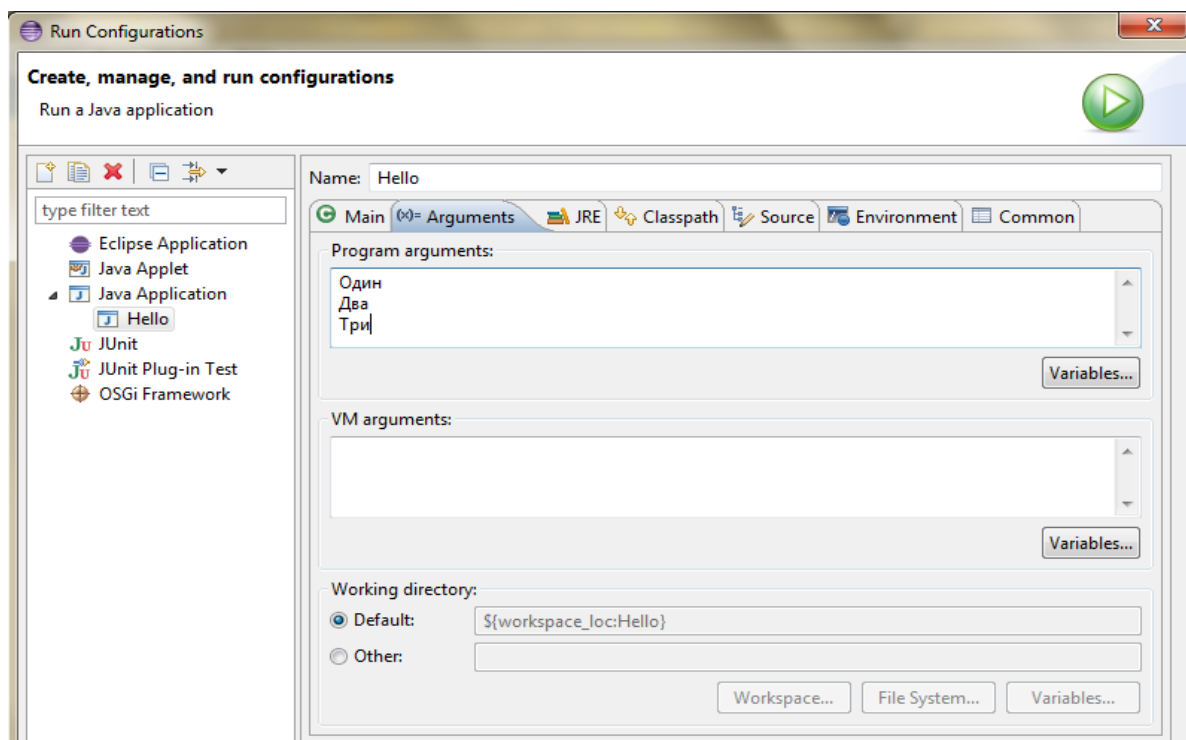 Run Configurations
Create, manage, and run configurations
Run a Java application
type filter text
Eclipse Application
Java Applet
Java Application
Hello
JUnit
JUnit Plug-in Test
OSGi Framework
Name: Hello
Main (x)= Arguments JRE Classpath Source Environment Common
Program arguments:
Один
Два
Три
Variables...
VM arguments:
Variables...
Working directory:
Default: ${workspace_loc:Hello}
Other:
Workspace... File System... Variables...